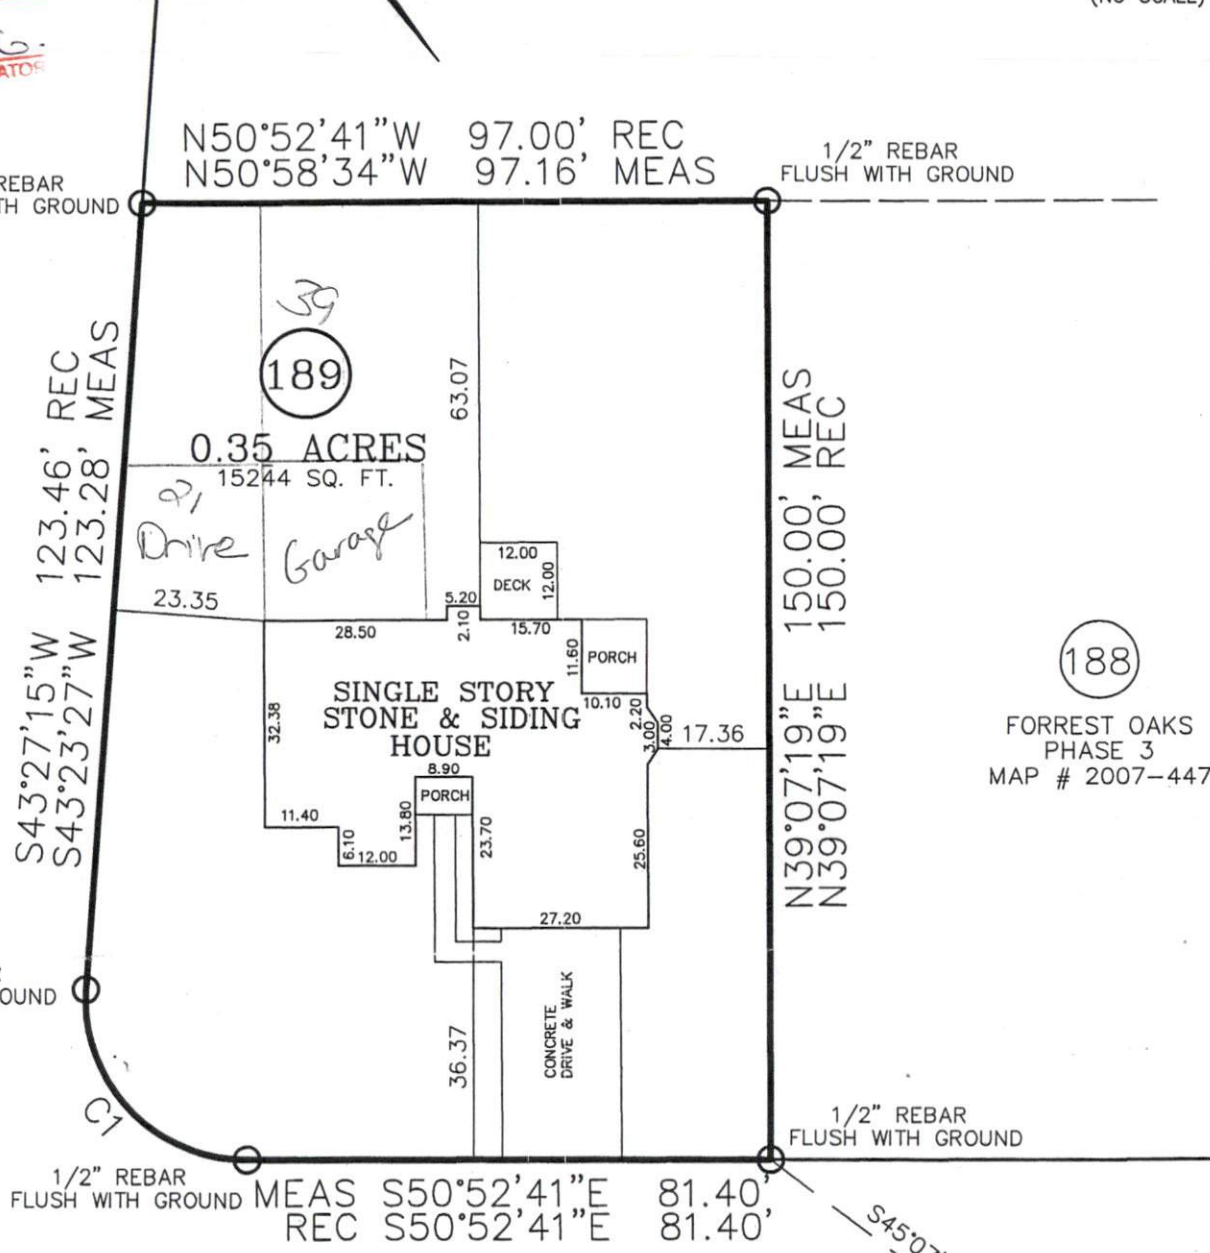 N50°52'41"W 97.00' REC
N50°58'34"W 97.16' MEAS
1/2" REBAR
FLUSH WITH GROUND
REBAR
TH GROUND
39
189
0.35 ACRES
15244 SQ. FT.
21
Drive
Garage
63.07
S43°27'15"W 123.46' REC
S43°23'27"W 123.28' MEAS
N39°07'19"E 150.00' MEAS
N39°07'19"E 150.00' REC
12.00
DECK
12.00
23.35
5.20
28.50
2.10
15.70
11.60
PORCH
10.10
2.20
3.00
4.00
17.36
SINGLE STORY
STONE & SIDING
HOUSE
32.38
8.90
PORCH
11.40
6.10
12.00
13.80
23.70
25.60
27.20
188
FORREST OAKS
PHASE 3
MAP # 2007-447
OUND
36.37
CONCRETE
DRIVE & WALK
C1
1/2" REBAR
FLUSH WITH GROUND
1/2" REBAR
FLUSH WITH GROUND
MEAS S50°52'41"E 81.40'
REC S50°52'41"E 81.40'